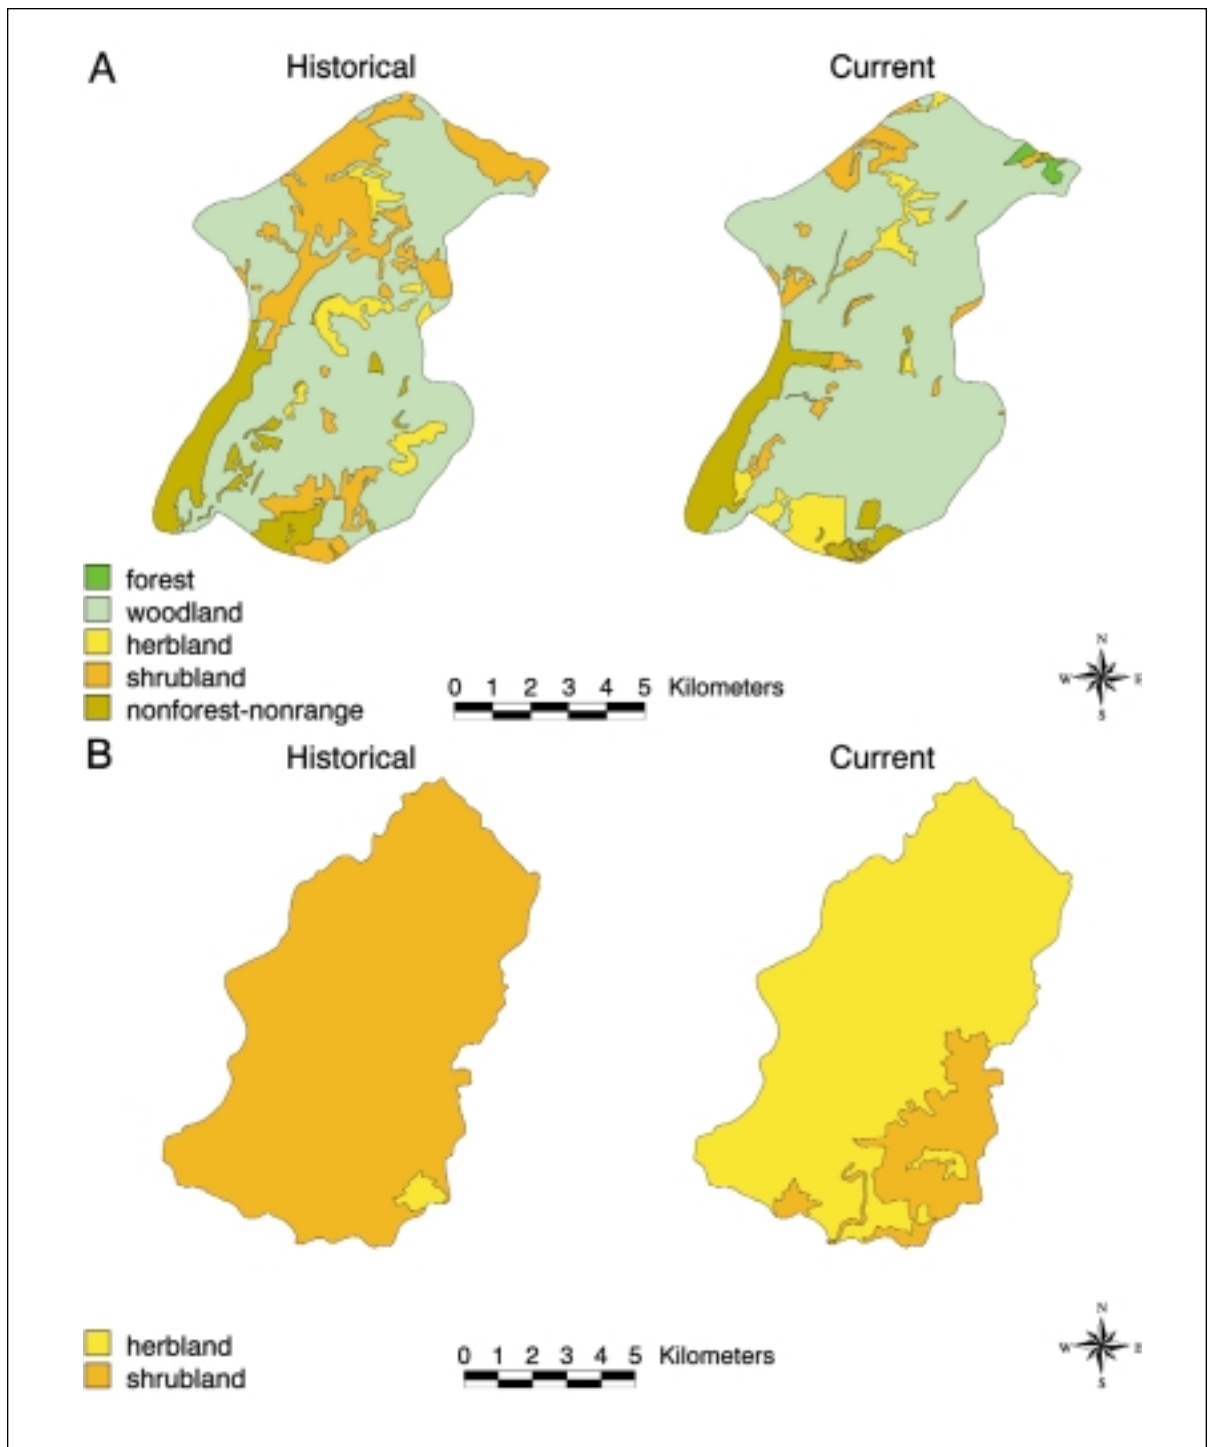 A
Historical
Current
forest
woodland
herbland
shrubland
nonforest-nonrange
0 1 2 3 4 5 Kilometers
N
W E
S
B
Historical
Current
herbland
shrubland
0 1 2 3 4 5 Kilometers
N
W E
S